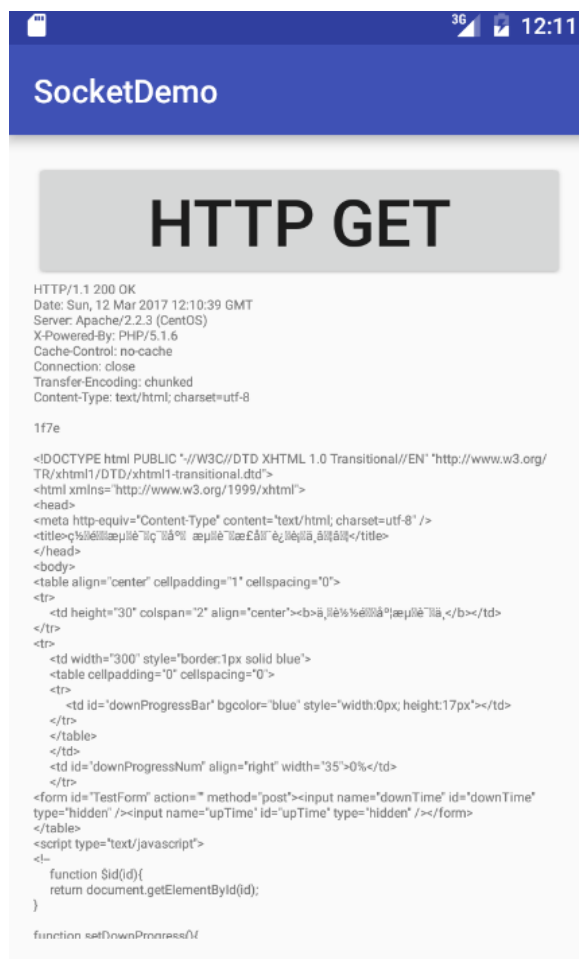 3G 12:11
SocketDemo
HTTP GET
HTTP/1.1 200 OK
Date: Sun, 12 Mar 2017 12:10:39 GMT
Server: Apache/2.2.3 (CentOS)
X-Powered-By: PHP/5.1.6
Cache-Control: no-cache
Connection: close
Transfer-Encoding: chunked
Content-Type: text/html; charset=utf-8
1f7e
<!DOCTYPE html PUBLIC "-//W3C//DTD XHTML 1.0 Transitional//EN" "http://www.w3.org/
TR/xhtml1/DTD/xhtml1-transitional.dtd">
<html xmlns="http://www.w3.org/1999/xhtml">
<head>
<meta http-equiv="Content-Type" content="text/html; charset=utf-8" />
<title></title>
</head>
<body>
<table align="center" cellpadding="1" cellspacing="0">
<tr>
<td height="30" colspan="2" align="center"><b></b></td>
</tr>
<tr>
<td width="300" style="border:1px solid blue">
<table cellpadding="0" cellspacing="0">
<tr>
<td id="downProgressBar" bgcolor="blue" style="width:0px; height:17px"></td>
</tr>
</table>
</td>
<td id="downProgressNum" align="right" width="35">0%</td>
</tr>
<form id="TestForm" action="" method="post"><input name="downTime" id="downTime"
type="hidden" /><input name="upTime" id="upTime" type="hidden" /></form>
</table>
<script type="text/javascript">
<!--
function $id(id){
return document.getElementById(id);
}
function setDownProgress(){